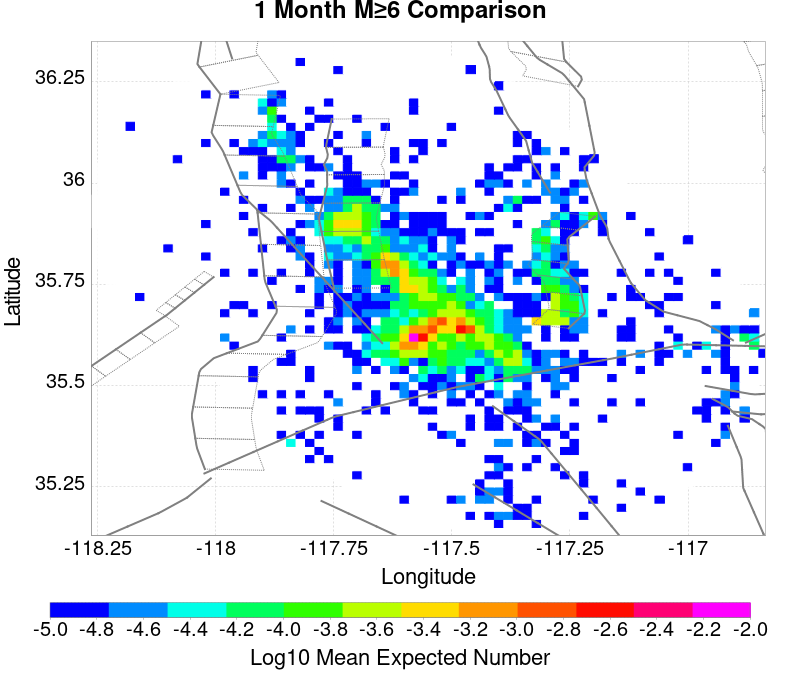 1 Month M≥6 Comparison
36.25
36
35.75
35.5
35.25
Latitude
-118.25 -118 -117.75 -117.5 -117.25 -117
Longitude
-5.0 -4.8 -4.6 -4.4 -4.2 -4.0 -3.8 -3.6 -3.4 -3.2 -3.0 -2.8 -2.6 -2.4 -2.2 -2.0
Log10 Mean Expected Number